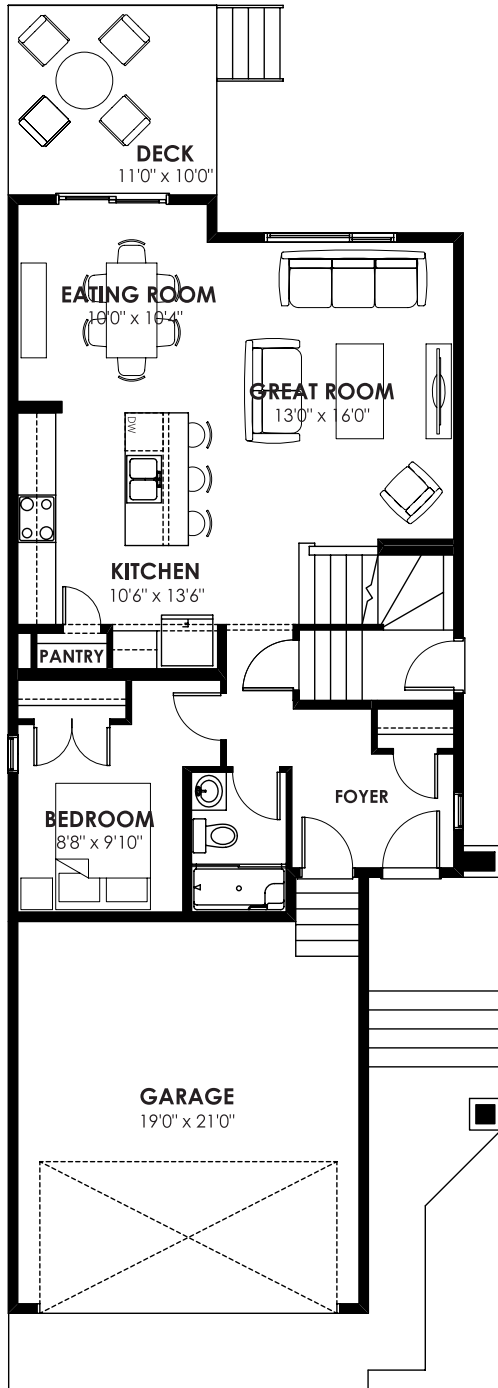 DECK
11'0" x 10'0"
EATING ROOM
10'0" x 10'4"
GREAT ROOM
13'0" x 16'0"
DW
KITCHEN
10'6" x 13'6"
PANTRY
BEDROOM
8'8" x 9'10"
FOYER
GARAGE
19'0" x 21'0"